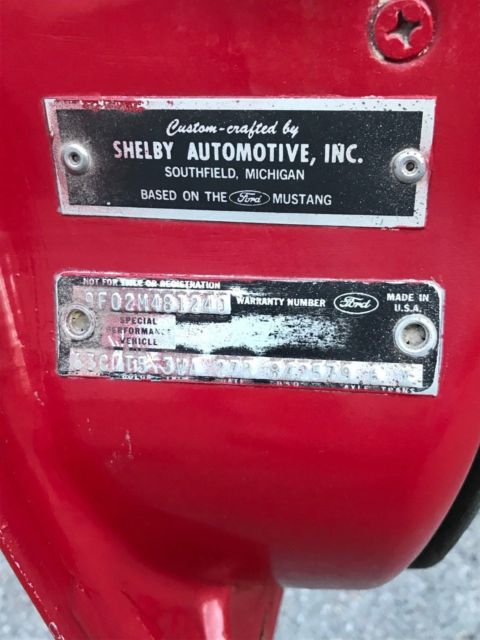 Custom-crafted by
SHELBY AUTOMOTIVE, INC.
SOUTHFIELD, MICHIGAN
BASED ON THE Ford MUSTANG
NOT FOR TITLE OR REGISTRATION
9F02M481240 WARRANTY NUMBER Ford MADE IN
U.S.A.
SPECIAL
PERFORMANCE
VEHICLE